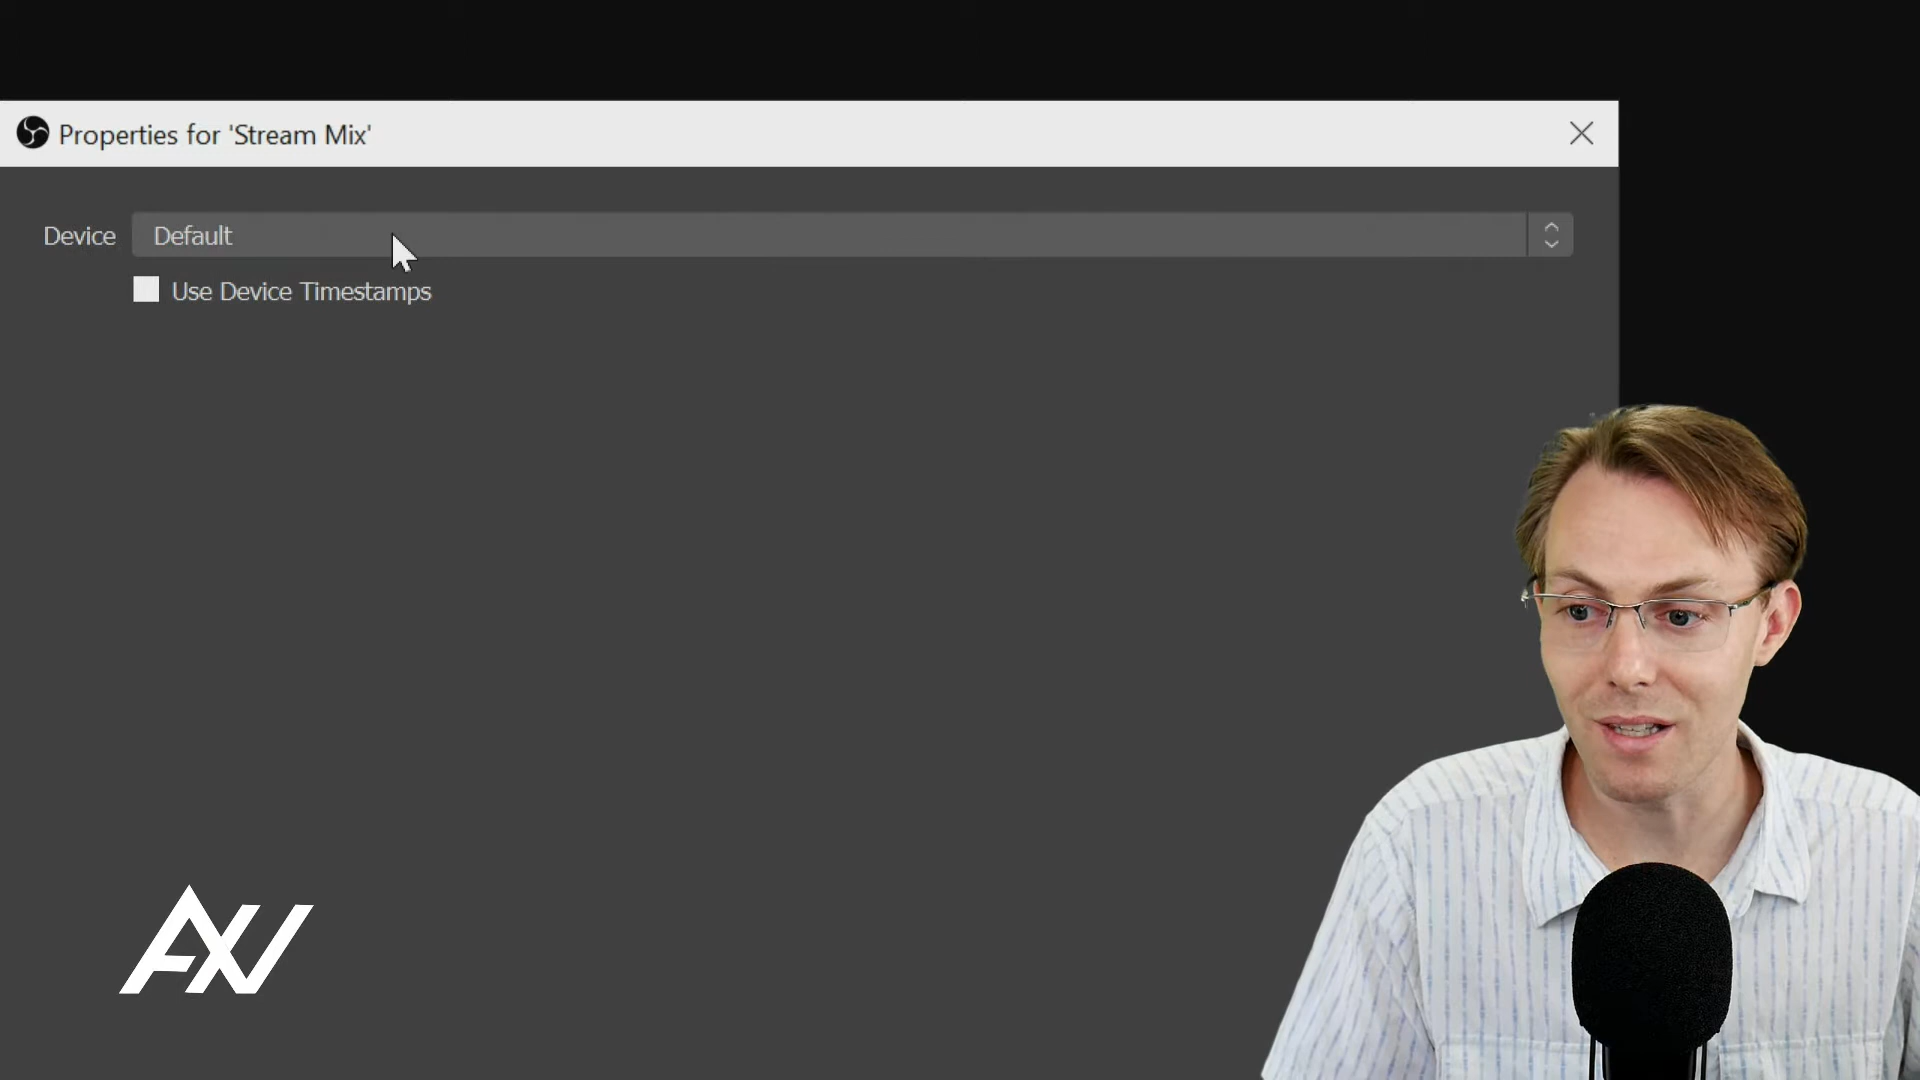 Properties for 'Stream Mix'
Device Default
Use Device Timestamps